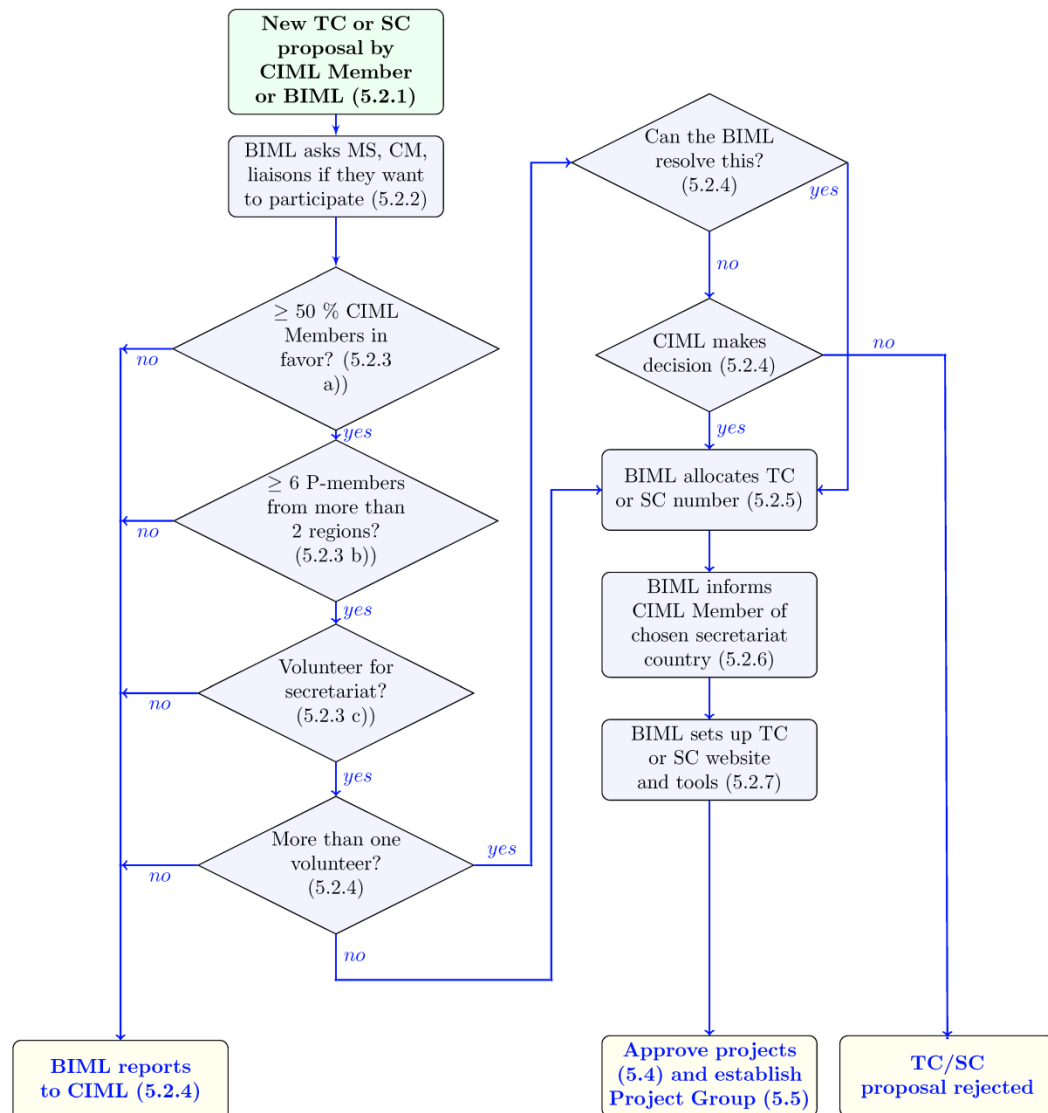 New TC or SC
proposal by
CIML Member
or BIML (5.2.1)
BIML asks MS, CM,
liaisons if they want
to participate (5.2.2)
≥ 50 % CIML
Members in
favor? (5.2.3
a))
no
yes
≥ 6 P-members
from more than
2 regions?
(5.2.3 b))
no
yes
Volunteer for
secretariat?
(5.2.3 c))
no
yes
More than one
volunteer?
(5.2.4)
no
yes
no
BIML reports
to CIML (5.2.4)
Can the BIML
resolve this?
(5.2.4)
yes
no
CIML makes
decision (5.2.4)
no
yes
BIML allocates TC
or SC number (5.2.5)
BIML informs
CIML Member of
chosen secretariat
country (5.2.6)
BIML sets up TC
or SC website
and tools (5.2.7)
Approve projects
(5.4) and establish
Project Group (5.5)
TC/SC
proposal rejected